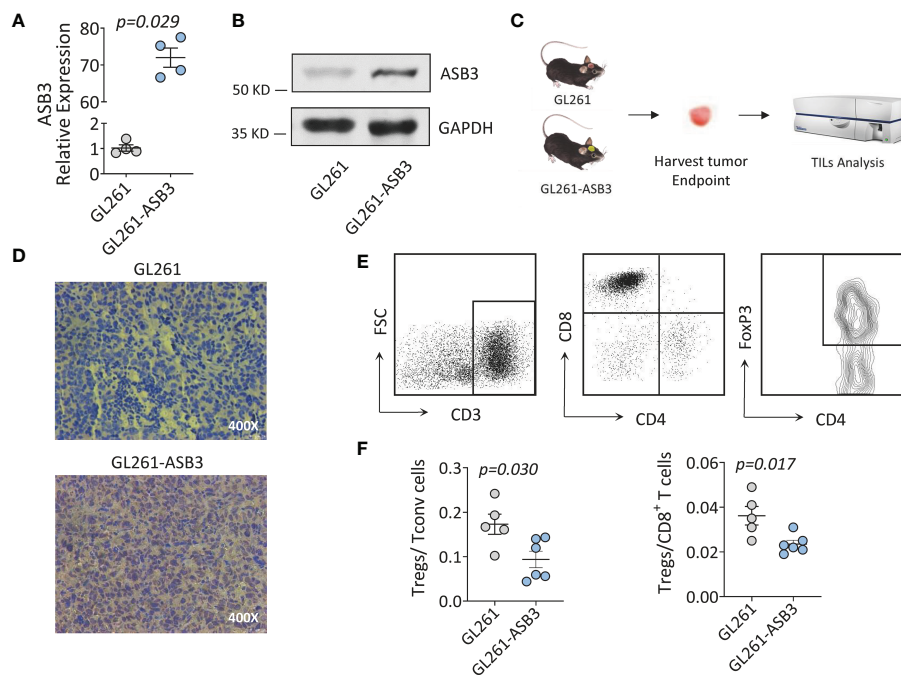 A
p=0.029
ASB3
Relative Expression
80
70
60
2
1
0
GL261
GL261-ASB3
B
50 KD
35 KD
ASB3
GAPDH
GL261
GL261-ASB3
C
GL261
GL261-ASB3
Harvest tumor
Endpoint
TILs Analysis
D
GL261
400X
GL261-ASB3
400X
E
FSC
CD3
CD8
CD4
FoxP3
CD4
F
Tregs/ Tconv cells
p=0.030
0.3
0.2
0.1
0.0
GL261
GL261-ASB3
Tregs/CD8⁺ T cells
p=0.017
0.06
0.04
0.02
0.00
GL261
GL261-ASB3